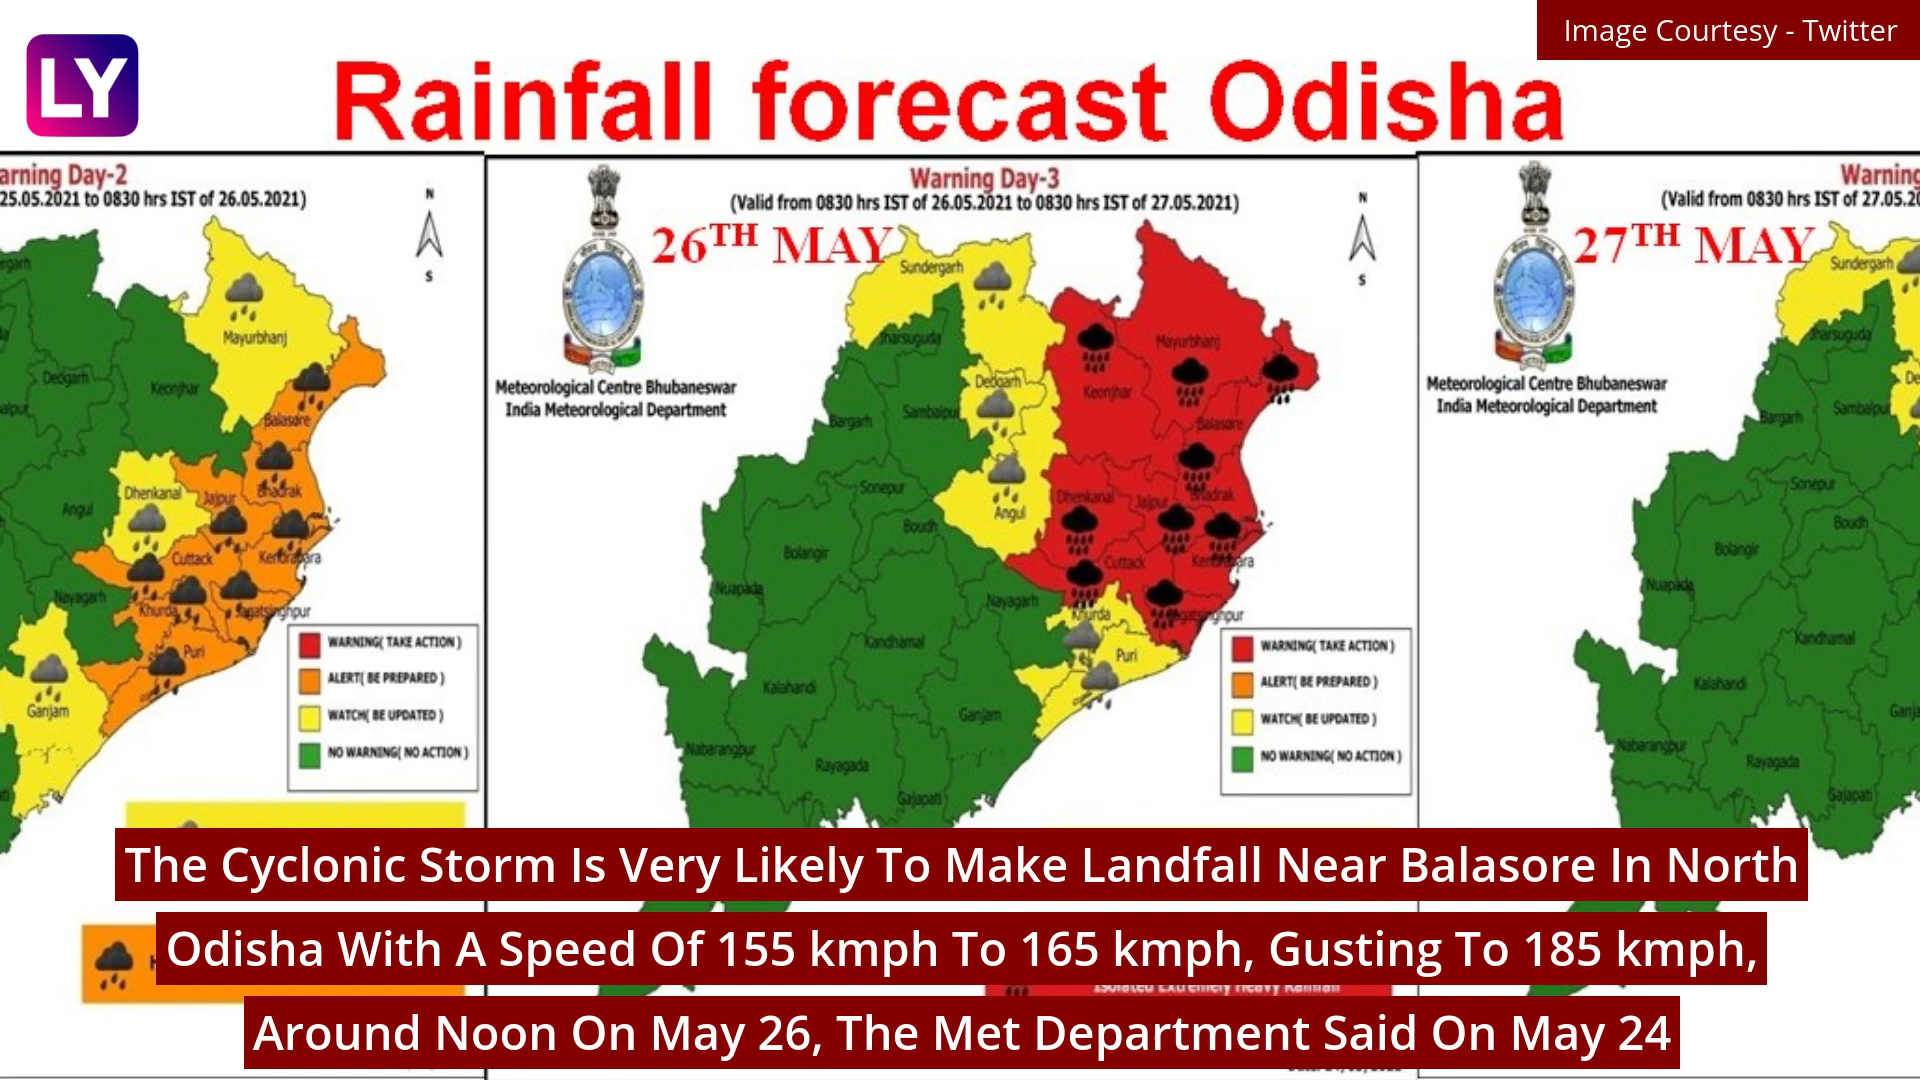 LY
Image Courtesy - Twitter
Rainfall forecast Odisha
arning Day-2
25.05.2021 to 0830 hrs IST of 26.05.2021)
N
S
Mayurbhanj
Deogarh
Keonjhar
Balasore
Dhenkanal
Jajpur
Bhadrak
Angul
Cuttack
Kendrapara
Nayagarh
Khurda
Jagatsinghpur
Puri
Ganjam
WARNING( TAKE ACTION )
ALERT( BE PREPARED )
WATCH( BE UPDATED )
NO WARNING( NO ACTION )
Warning Day-3
(Valid from 0830 hrs IST of 26.05.2021 to 0830 hrs IST of 27.05.2021)
26TH MAY
N
S
Meteorological Centre Bhubaneswar
India Meteorological Department
Sundergarh
Jharsuguda
Mayurbhanj
Deogarh
Keonjhar
Sambalpur
Bargarh
Balasore
Sonepur
Dhenkanal
Jajpur
Bhadrak
Angul
Boudh
Bolangir
Cuttack
Kendrapara
Nuapada
Nayagarh
Khurda
Jagatsinghpur
Kandhamal
Puri
Kalahandi
Ganjam
Nabarangpur
Rayagada
Gajapati
WARNING( TAKE ACTION )
ALERT( BE PREPARED )
WATCH( BE UPDATED )
NO WARNING( NO ACTION )
Warning
(Valid from 0830 hrs IST of 27.05.20
27TH MAY
Meteorological Centre Bhubaneswar
India Meteorological Department
Sundergarh
Jharsuguda
De
Sambalpur
Bargarh
Sonepur
Boudh
Bolangir
Nuapada
Kandhamal
Kalahandi
Ganja
Nabarangpur
Rayagada
Gajapati
Isolated Extremely Heavy Rainfall
The Cyclonic Storm Is Very Likely To Make Landfall Near Balasore In North
Odisha With A Speed Of 155 kmph To 165 kmph, Gusting To 185 kmph,
Around Noon On May 26, The Met Department Said On May 24